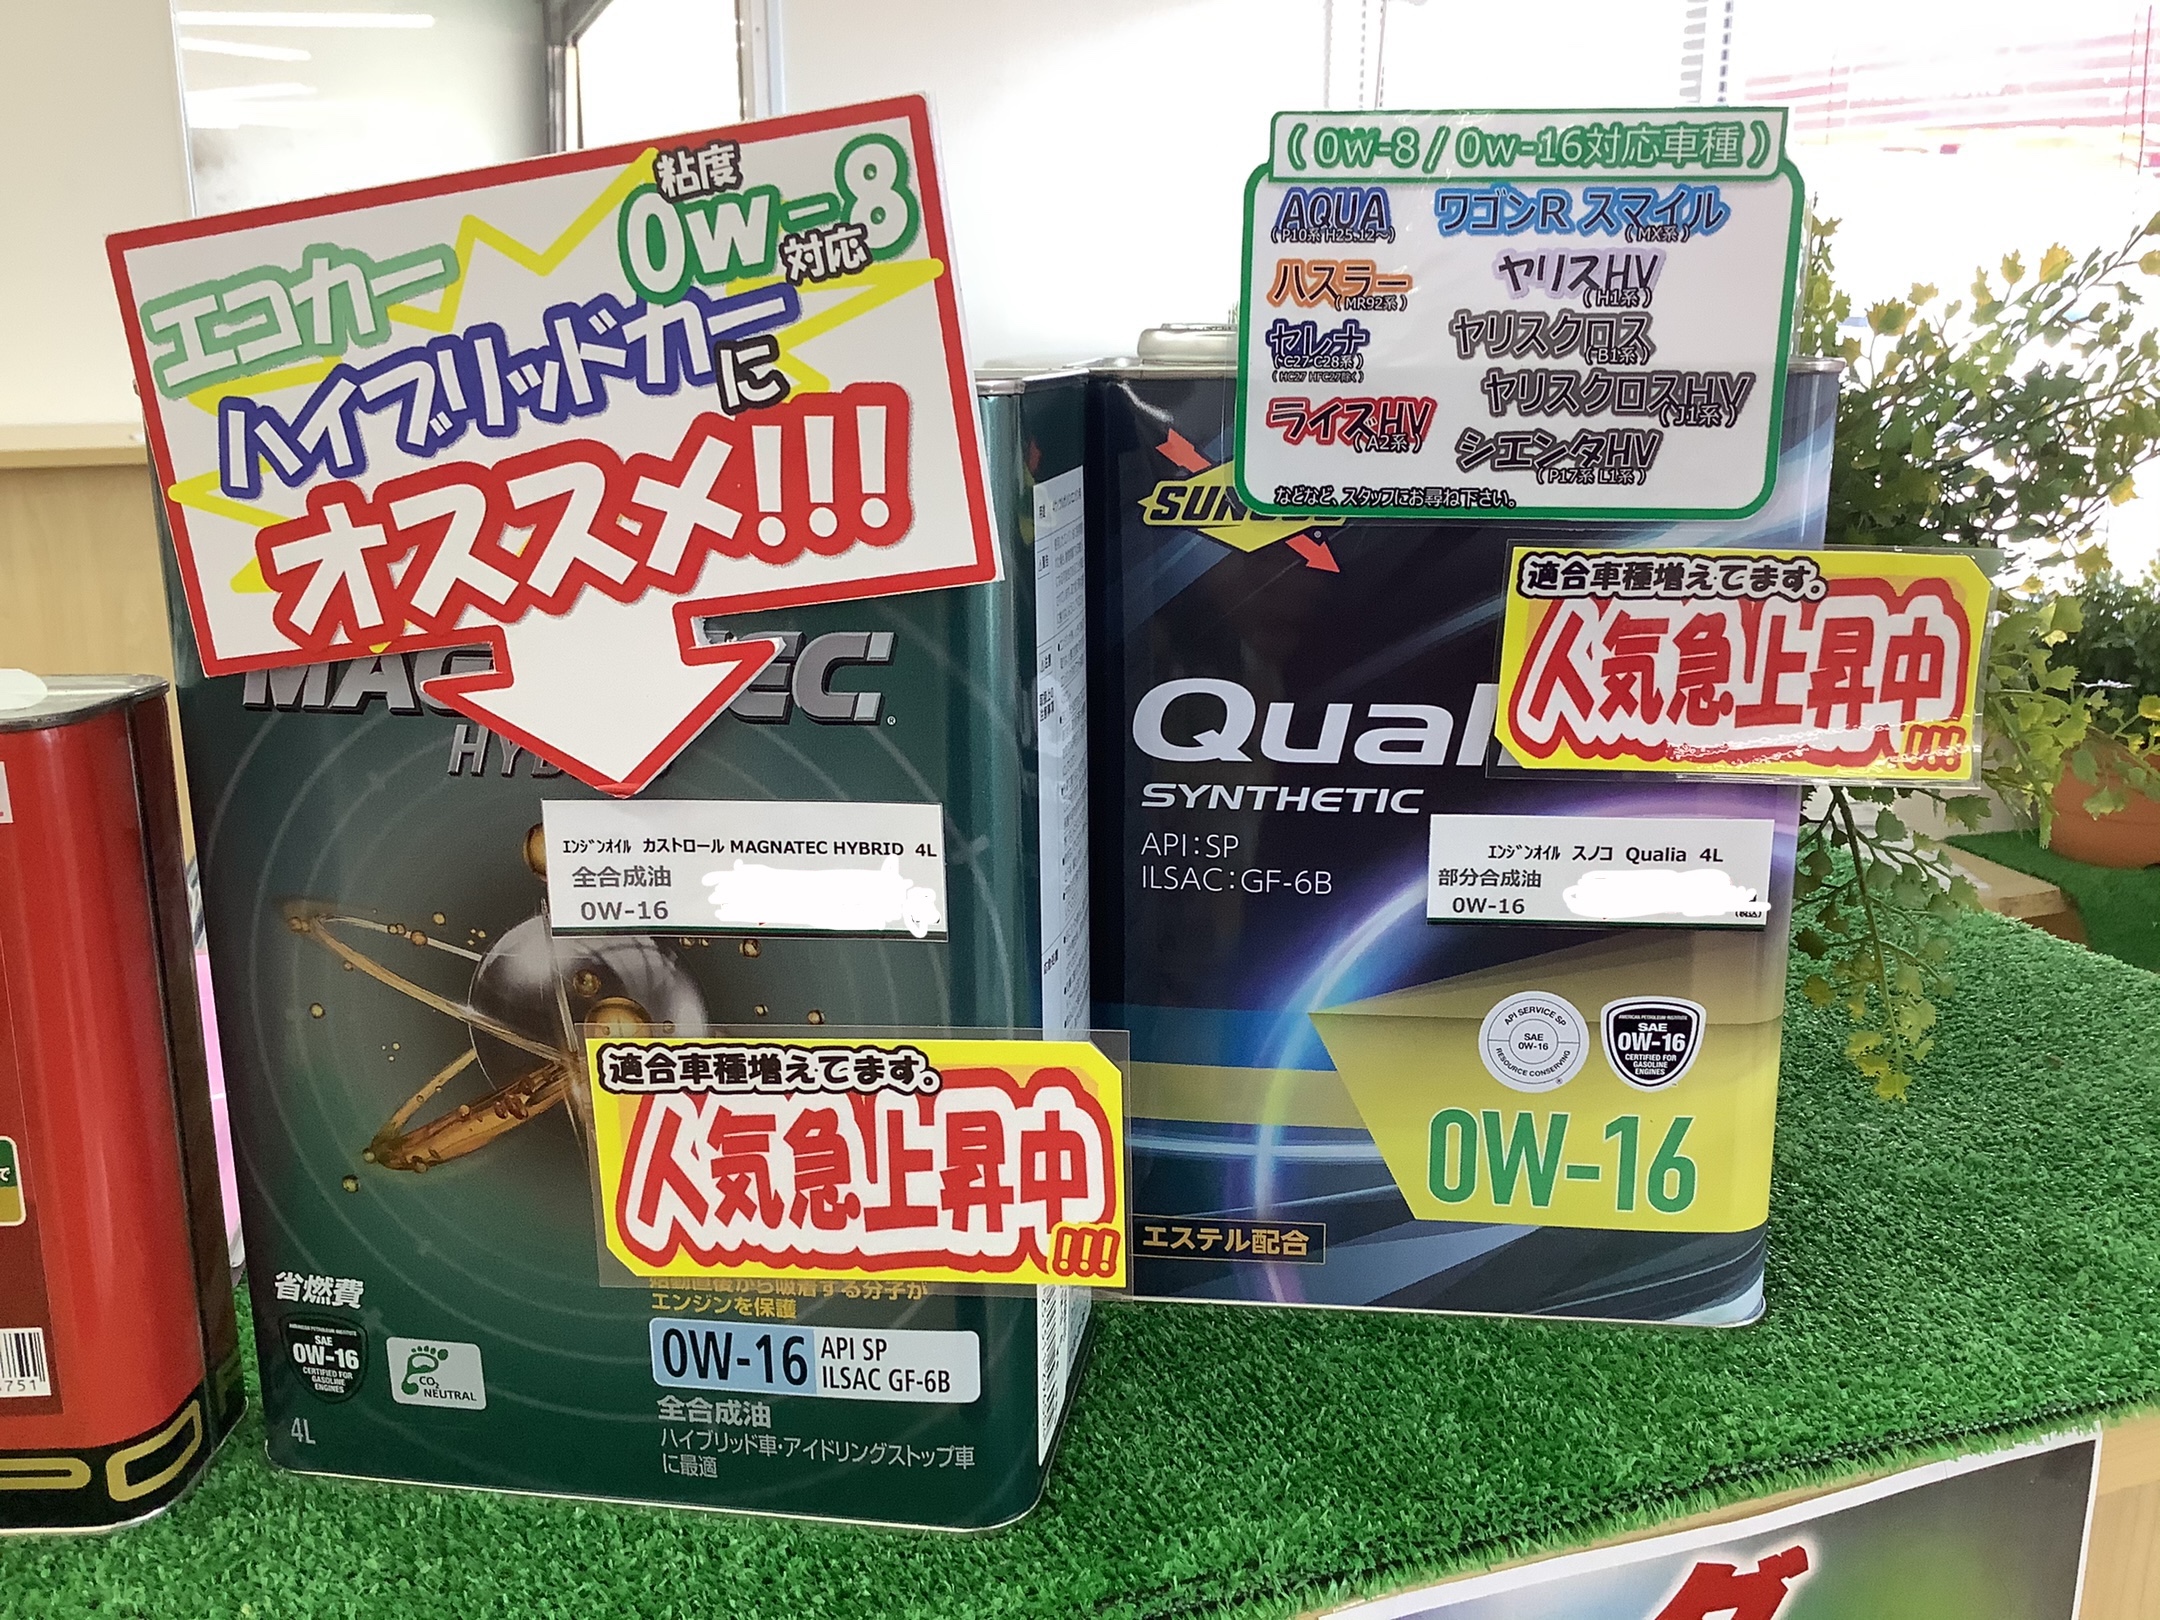 粘度
0w-8
対応
エコカー
ハイブリッドカーに
オススメ!!!
HY
ｴﾝｼﾞﾝｵｲﾙ カストロール MAGNATEC HYBRID 4L
全合成油
0W-16
適合車種増えてます。
人気急上昇中
!!!
エンジンを保護
省燃費
AMERICAN PETROLEUM INSTITUTE
SAE
0W-16
CERTIFIED FOR
GASOLINE
ENGINES
CO2
NEUTRAL
0W-16
API SP
ILSAC GF-6B
4L
全合成油
ハイブリッド車・アイドリングストップ車
に最適
751
(0w-8 / 0w-16対応車種)
AQUA
(P10系 H25.12~)
ワゴンR スマイル
(MX系)
ハスラー
(MR92系)
ヤリスHV
(H1系)
セレナ
(C27 C28系)
ヤリスクロス
(B1系)
ヤリスクロスHV
(J1系)
ライズHV
(A2系)
シエンタHV
(P17系 L1系)
などなど、スタッフにお尋ね下さい。
適合車種増えてます。
人気急上昇中
!!!
Qual
SYNTHETIC
API:SP
ILSAC:GF-6B
ｴﾝｼﾞﾝｵｲﾙ スノコ Qualia 4L
部分合成油
0W-16
(税込)
API SERVICE SP
SAE
0W-16
RESOURCE CONSERVING
AMERICAN PETROLEUM INSTITUTE
SAE
0W-16
CERTIFIED FOR
GASOLINE
ENGINES
0W-16
エステル配合